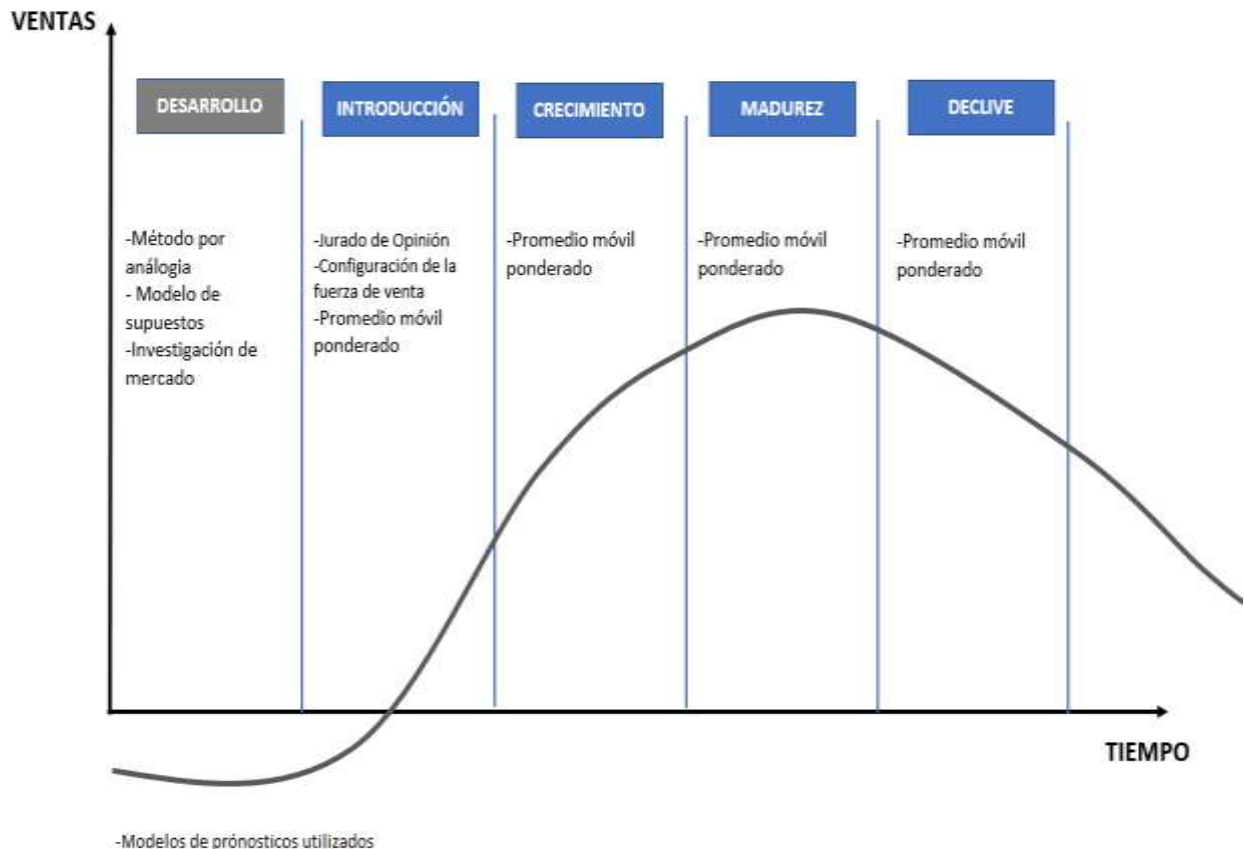 VENTAS
DESARROLLO
INTRODUCCIÓN
CRECIMIENTO
MADUREZ
DECLIVE
-Método por
análogia
- Modelo de
supuestos
-Investigación de
mercado
-Jurado de Opinión
-Configuración de la
fuerza de venta
-Promedio móvil
ponderado
-Promedio móvil
ponderado
-Promedio móvil
ponderado
-Promedio móvil
ponderado
TIEMPO
-Modelos de prónosticos utilizados